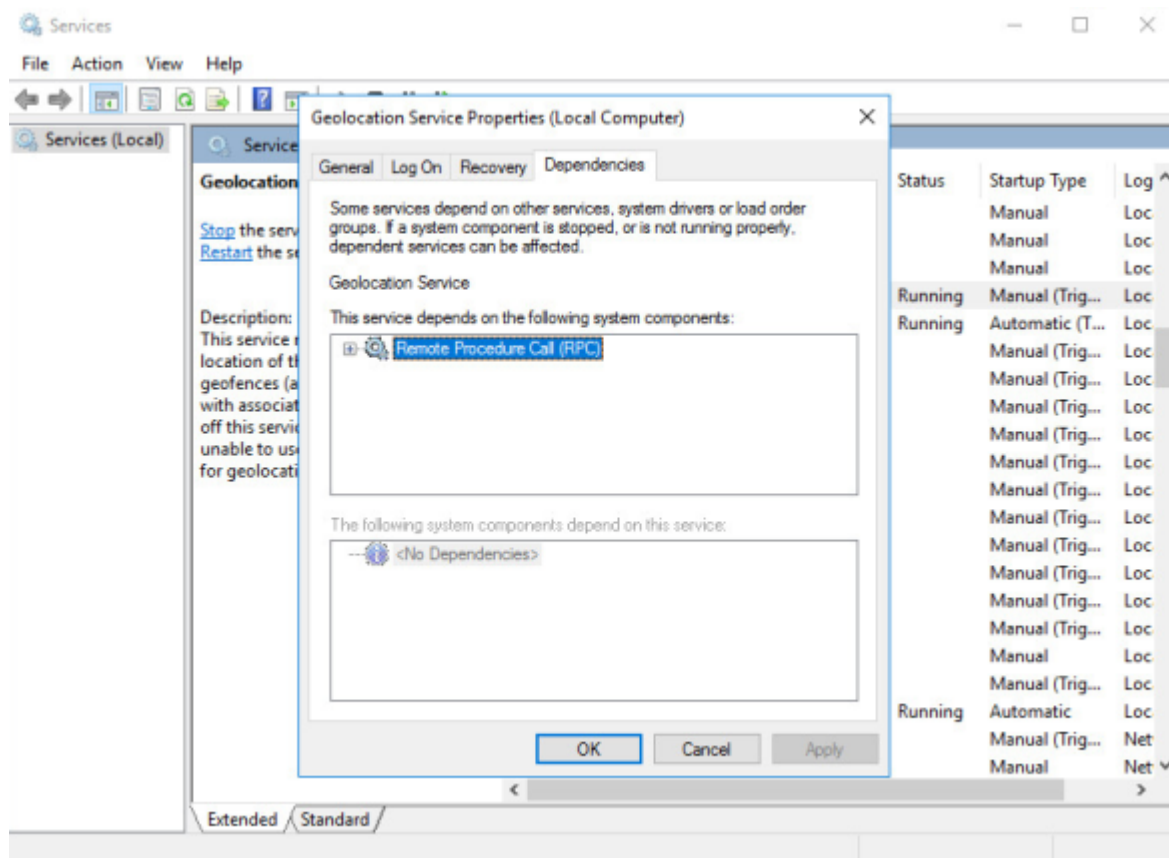 Services
File Action View Help
Services (Local)
Service
Geolocation
Stop the serv
Restart the se
Description:
This service r
location of th
geofences (a
with associat
off this servic
unable to use
for geolocati
Geolocation Service Properties (Local Computer)
General Log On Recovery Dependencies
Some services depend on other services, system drivers or load order
groups. If a system component is stopped, or is not running properly,
dependent services can be affected.
Geolocation Service
This service depends on the following system components:
Remote Procedure Call (RPC)
The following system components depend on this service:
<No Dependencies>
OK Cancel Apply
Status Startup Type Log
Manual Loc
Manual Loc
Manual Loc
Running Manual (Trig... Loc
Running Automatic (T... Loc
Manual (Trig... Loc
Manual (Trig... Loc
Manual (Trig... Loc
Manual (Trig... Loc
Manual (Trig... Loc
Manual (Trig... Loc
Manual (Trig... Loc
Manual (Trig... Loc
Manual (Trig... Loc
Manual (Trig... Loc
Manual (Trig... Loc
Manual Loc
Manual (Trig... Loc
Running Automatic Loc
Manual (Trig... Net
Manual Net
Extended Standard